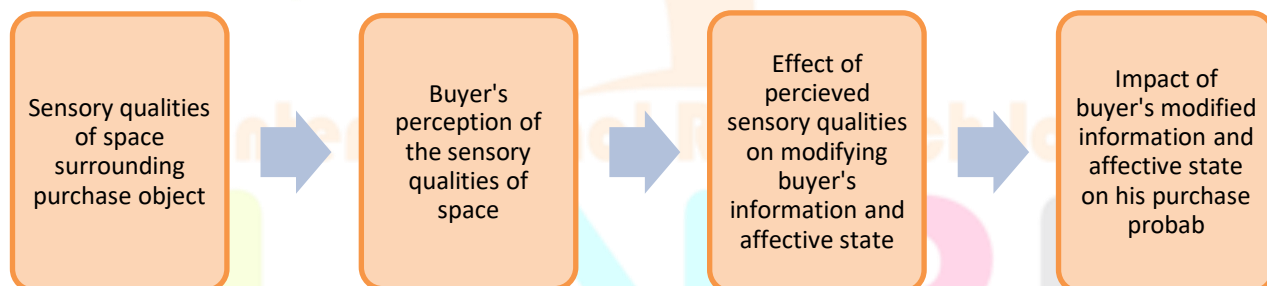 Sensory qualities
of space
surrounding
purchase object
Buyer's
perception of
the sensory
qualities of
space
Effect of
percieved
sensory qualities
on modifying
buyer's
information and
affective state
Impact of
buyer's modified
information and
affective state
on his purchase
probab